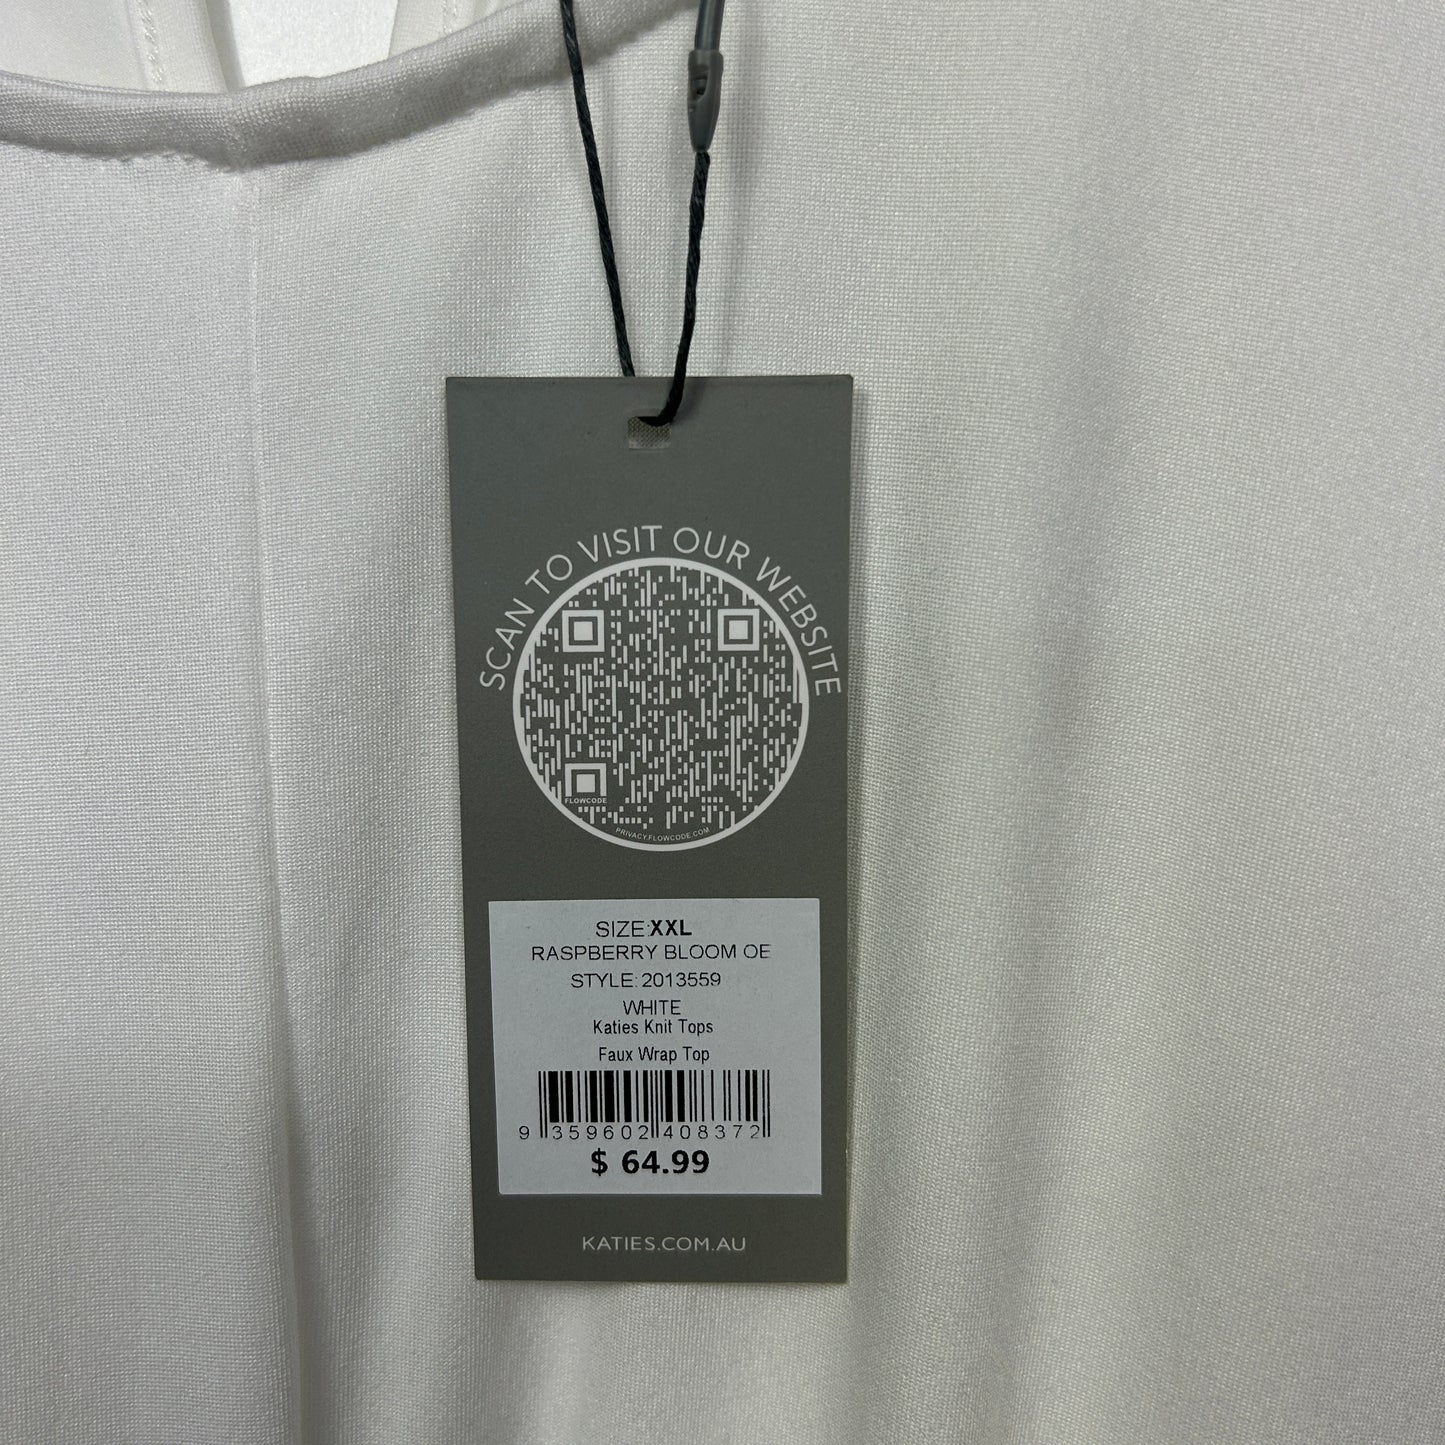 SCAN TO VISIT OUR WEBSITE
FLOWCODE
PRIVACY.FLOWCODE.COM
SIZE:XXL
RASPBERRY BLOOM OE
STYLE:2013559
WHITE
Katies Knit Tops
Faux Wrap Top
9 359602 408372
$ 64.99
KATIES.COM.AU